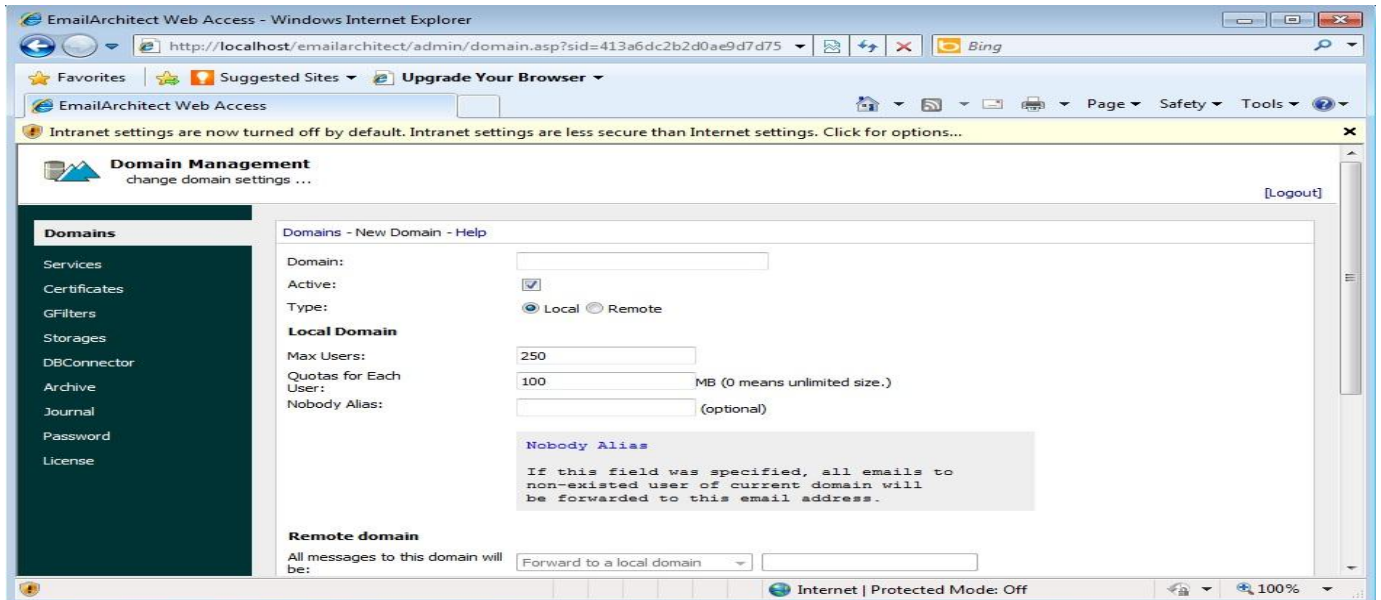 EmailArchitect Web Access - Windows Internet Explorer
http://localhost/emailarchitect/admin/domain.asp?sid=413a6dc2b2d0ae9d7d75
Bing
Favorites
Suggested Sites
Upgrade Your Browser
EmailArchitect Web Access
Page
Safety
Tools
Intranet settings are now turned off by default. Intranet settings are less secure than Internet settings. Click for options...
Domain Management
change domain settings ...
[Logout]
Domains
Services
Certificates
GFilters
Storages
DBConnector
Archive
Journal
Password
License
Domains - New Domain - Help
Domain:
Active:
Type: Local Remote
Local Domain
Max Users: 250
Quotas for Each
User: 100 MB (0 means unlimited size.)
Nobody Alias: (optional)
Nobody Alias
If this field was specified, all emails to
non-existed user of current domain will
be forwarded to this email address.
Remote domain
All messages to this domain will
be: Forward to a local domain
Internet | Protected Mode: Off
100%